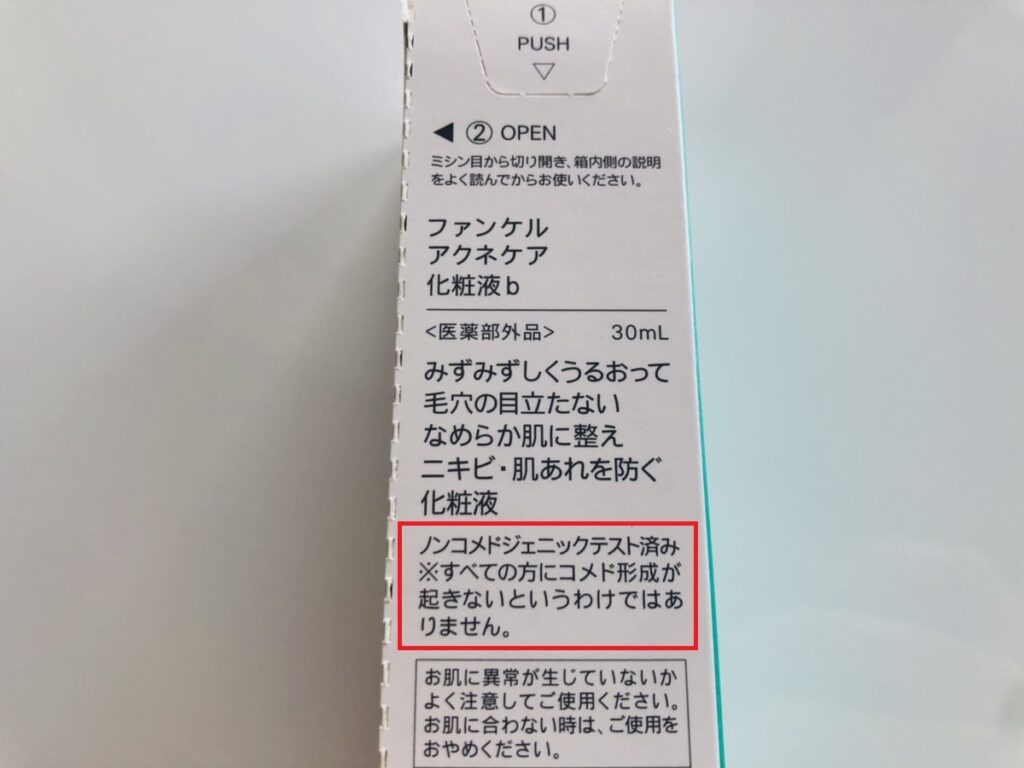 ①
PUSH
▽
◀ ② OPEN
ミシン目から切り開き、箱内側の説明
をよく読んでからお使いください。
ファンケル
アクネケア
化粧液b
<医薬部外品> 30mL
みずみずしくうるおって
毛穴の目立たない
なめらか肌に整え
ニキビ・肌あれを防ぐ
化粧液
ノンコメドジェニックテスト済み
※すべての方にコメド形成が
起きないというわけではあ
りません。
お肌に異常が生じていないか
よく注意してご使用ください。
お肌に合わない時は、ご使用を
おやめください。